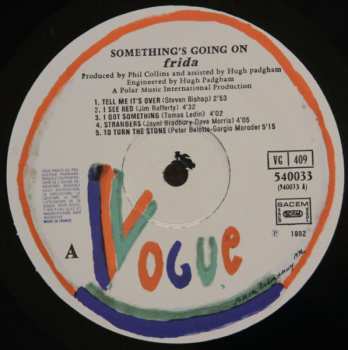 SOMETHING'S GOING ON
frida
Produced by Phil Collins and assisted by Hugh padgham
Engineered by Hugh Padgham
A Polar Music International Production
1. TELL ME IT'S OVER (Steven Bishop) 2'53
2. I SEE RED (Jim Rafferty) 4'32
3. I GOT SOMETHING (Tomas Ledin) 4'02
4. STRANGERS (Jayni Bradbury-Dave Morris) 4'05
5. TO TURN THE STONE (Peter Belotte-Gorgio Moroder) 5'15
VG 409
540033
(540033 A)
SACEM
A
VOGUE
℗ 1982
MADE IN FRANCE